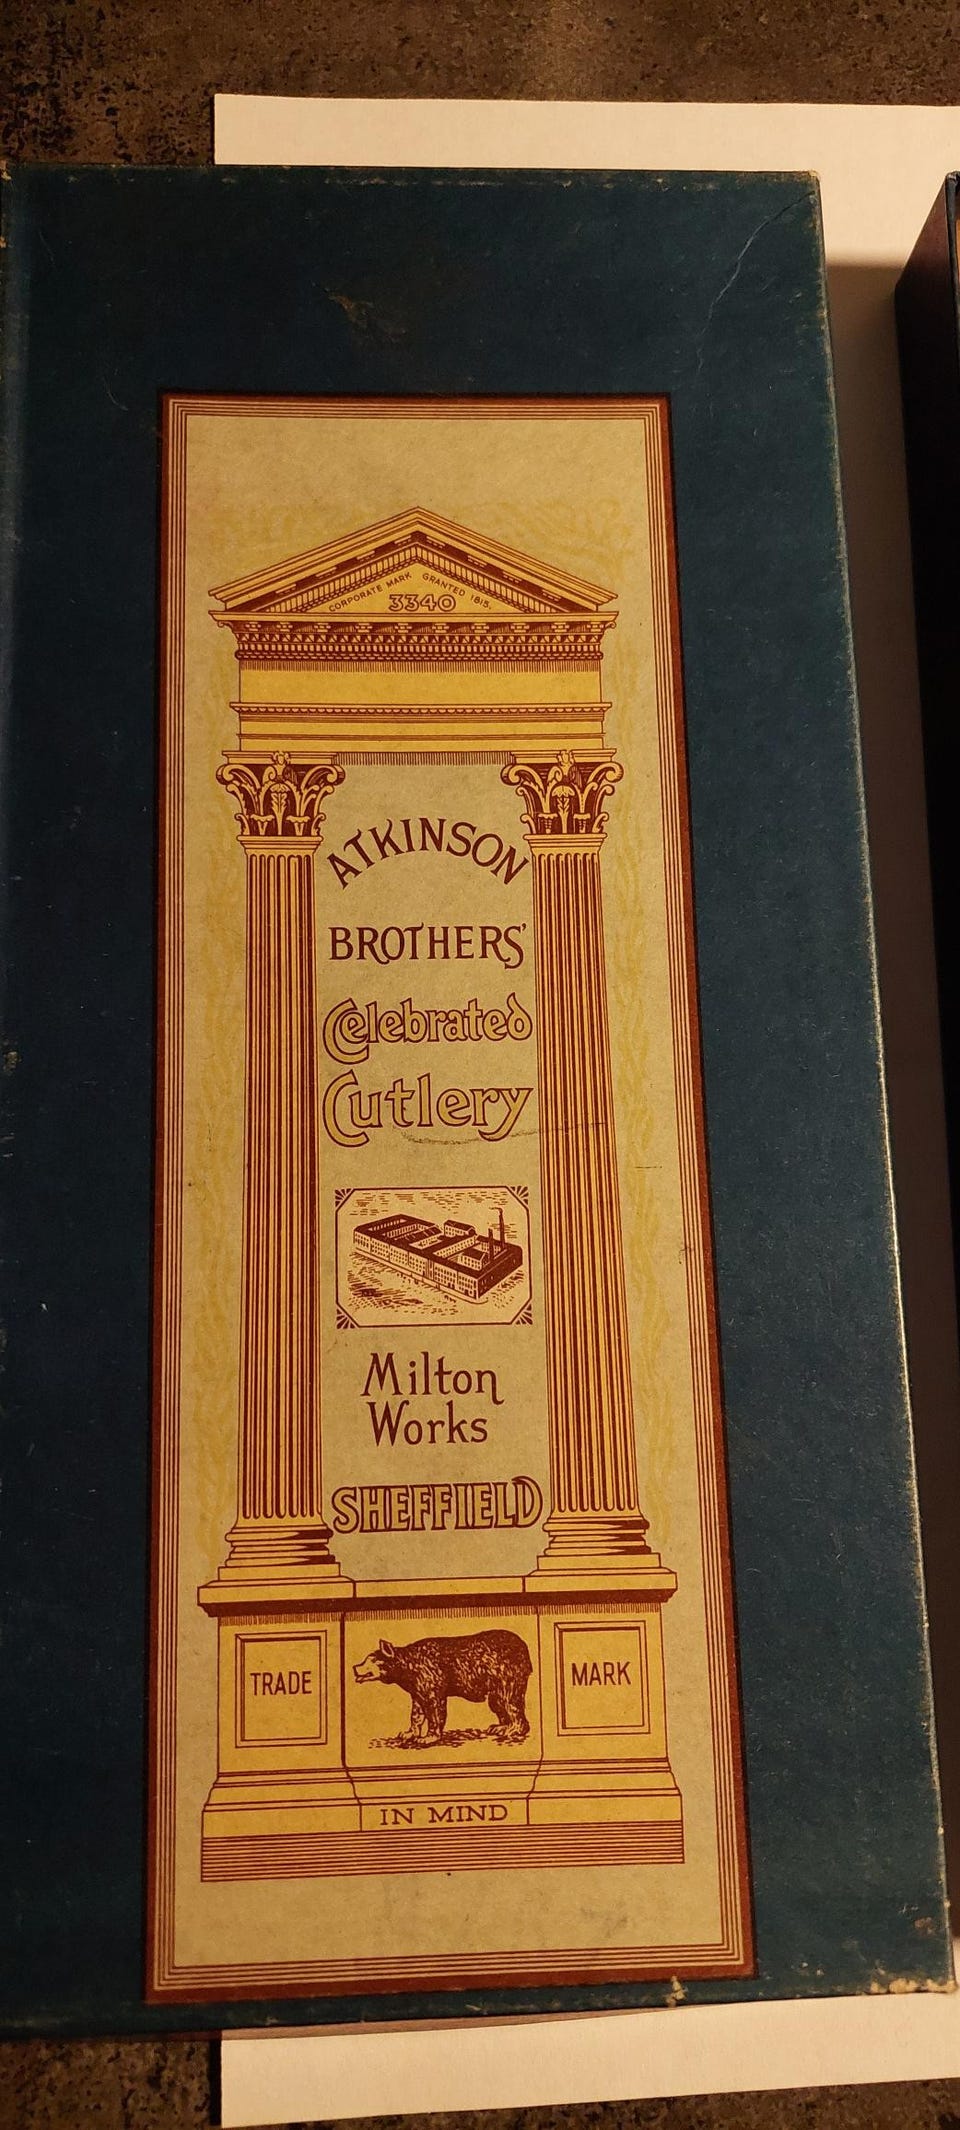 CORPORATE MARK GRANTED 1815.
3340
ATKINSON
BROTHERS'
Celebrated
Cutlery
Milton
Works
SHEFFIELD
TRADE MARK
IN MIND